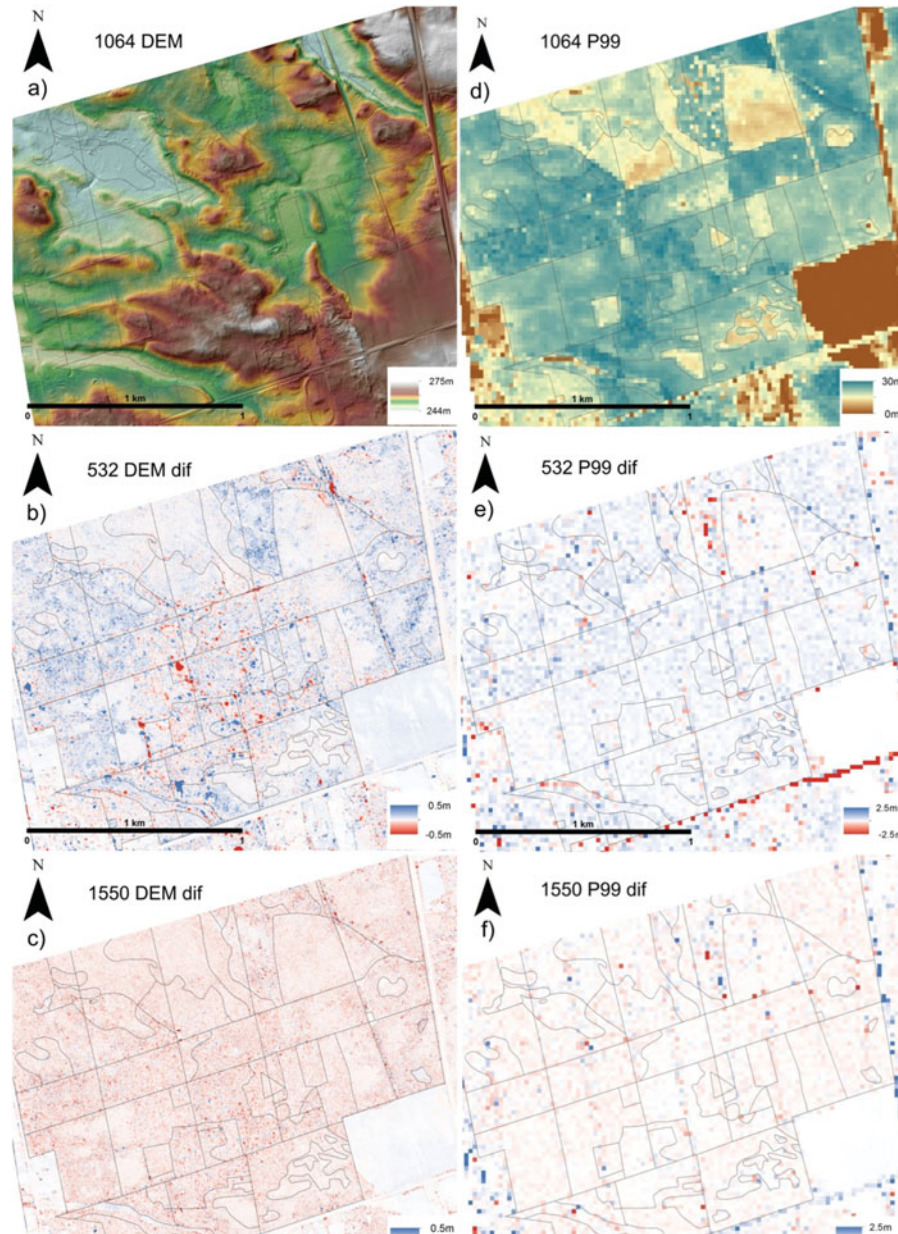 N
1064 DEM
a)
275m
244m
1 km
0 1
N
1064 P99
d)
30m
0m
1 km
0 1
N
532 DEM dif
b)
0.5m
-0.5m
1 km
0 1
N
532 P99 dif
e)
2.5m
-2.5m
1 km
0 1
N
1550 DEM dif
c)
0.5m
N
1550 P99 dif
f)
2.5m